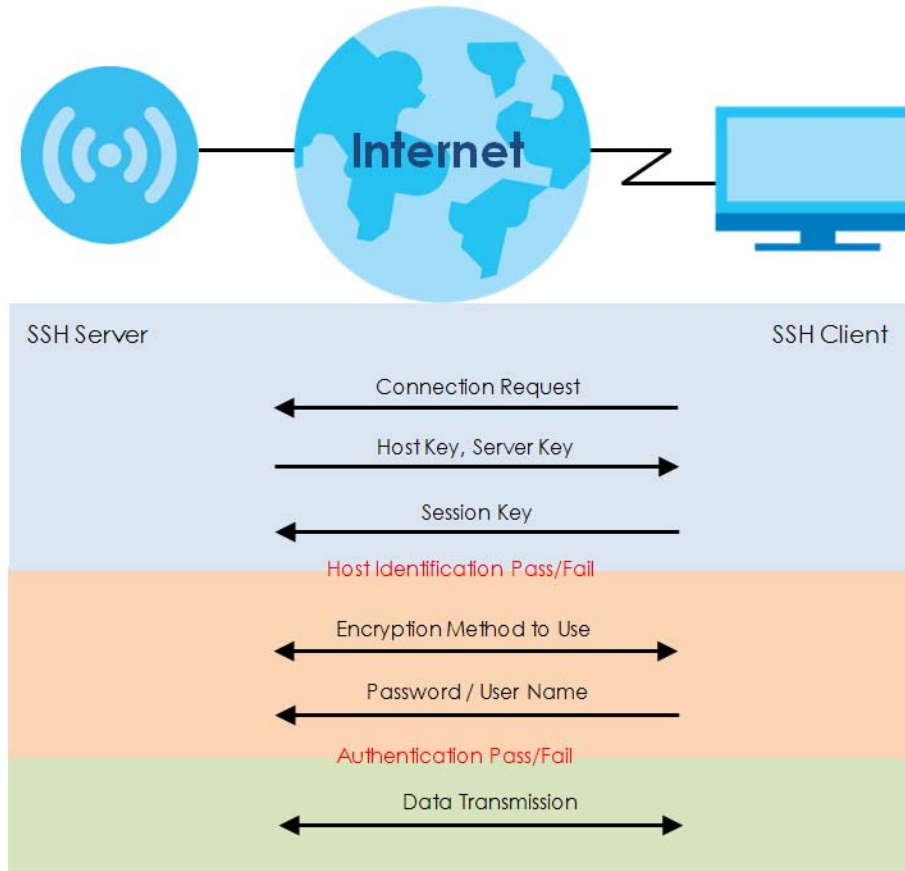 Internet
SSH Server
SSH Client
Connection Request
Host Key, Server Key
Session Key
Host Identification Pass/Fail
Encryption Method to Use
Password / User Name
Authentication Pass/Fail
Data Transmission